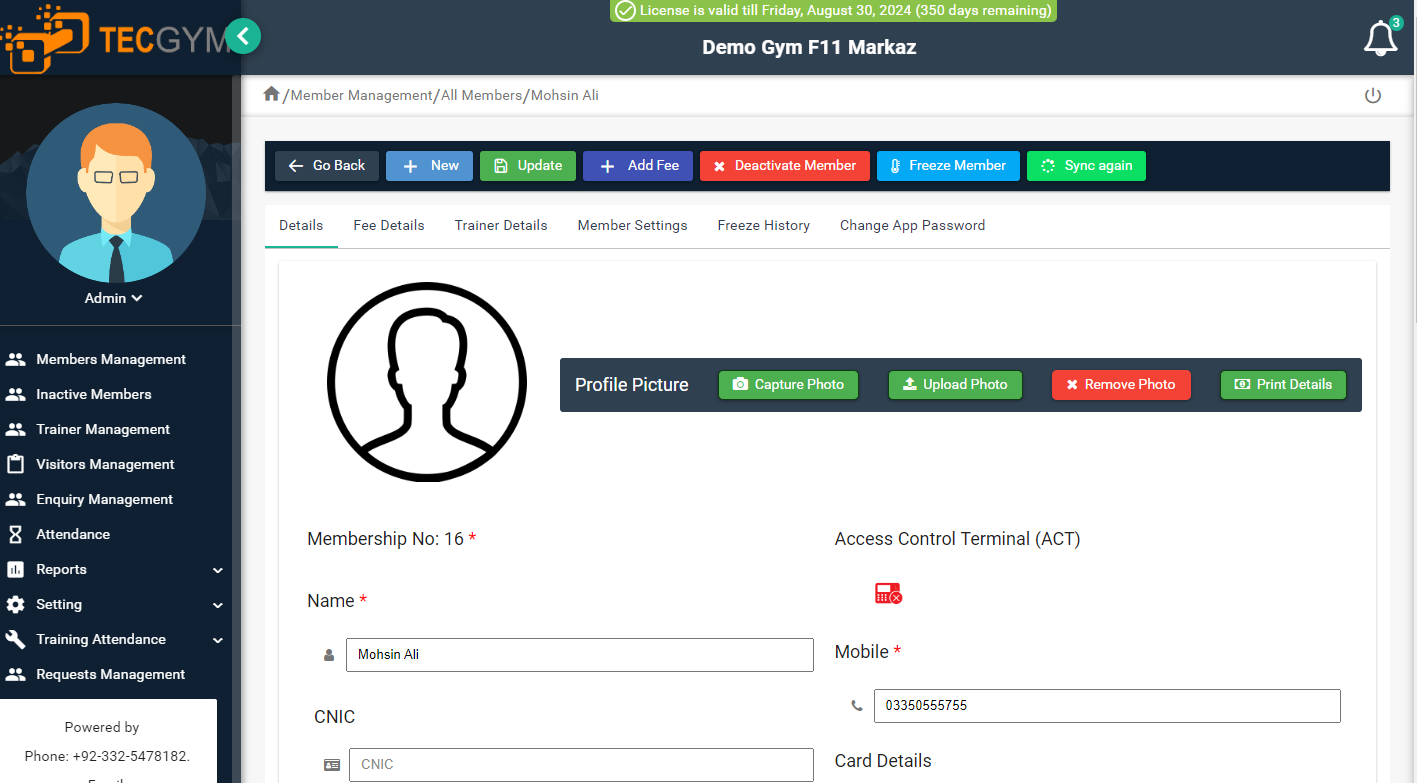 License is valid till Friday, August 30, 2024 (350 days remaining)
TECGYM
Demo Gym F11 Markaz
3
/Member Management/All Members/Mohsin Ali
Go Back
New
Update
Add Fee
Deactivate Member
Freeze Member
Sync again
Details
Fee Details
Trainer Details
Member Settings
Freeze History
Change App Password
Admin
Members Management
Inactive Members
Trainer Management
Visitors Management
Enquiry Management
Attendance
Reports
Setting
Training Attendance
Requests Management
Powered by
Phone: +92-332-5478182.
Profile Picture
Capture Photo
Upload Photo
Remove Photo
Print Details
Membership No: 16 *
Access Control Terminal (ACT)
Name *
Mohsin Ali
Mobile *
03350555755
CNIC
CNIC
Card Details